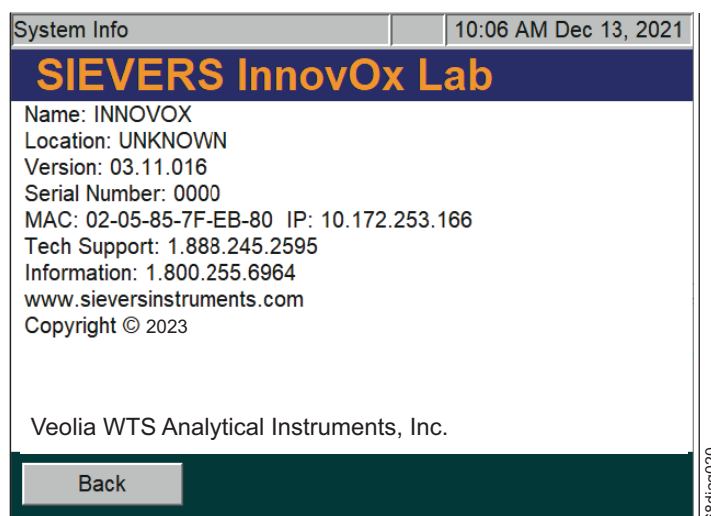 System Info 10:06 AM Dec 13, 2021
SIEVERS InnovOx Lab
Name: INNOVOX
Location: UNKNOWN
Version: 03.11.016
Serial Number: 0000
MAC: 02-05-85-7F-EB-80 IP: 10.172.253.166
Tech Support: 1.888.245.2595
Information: 1.800.255.6964
www.sieversinstruments.com
Copyright © 2023
Veolia WTS Analytical Instruments, Inc.
Back